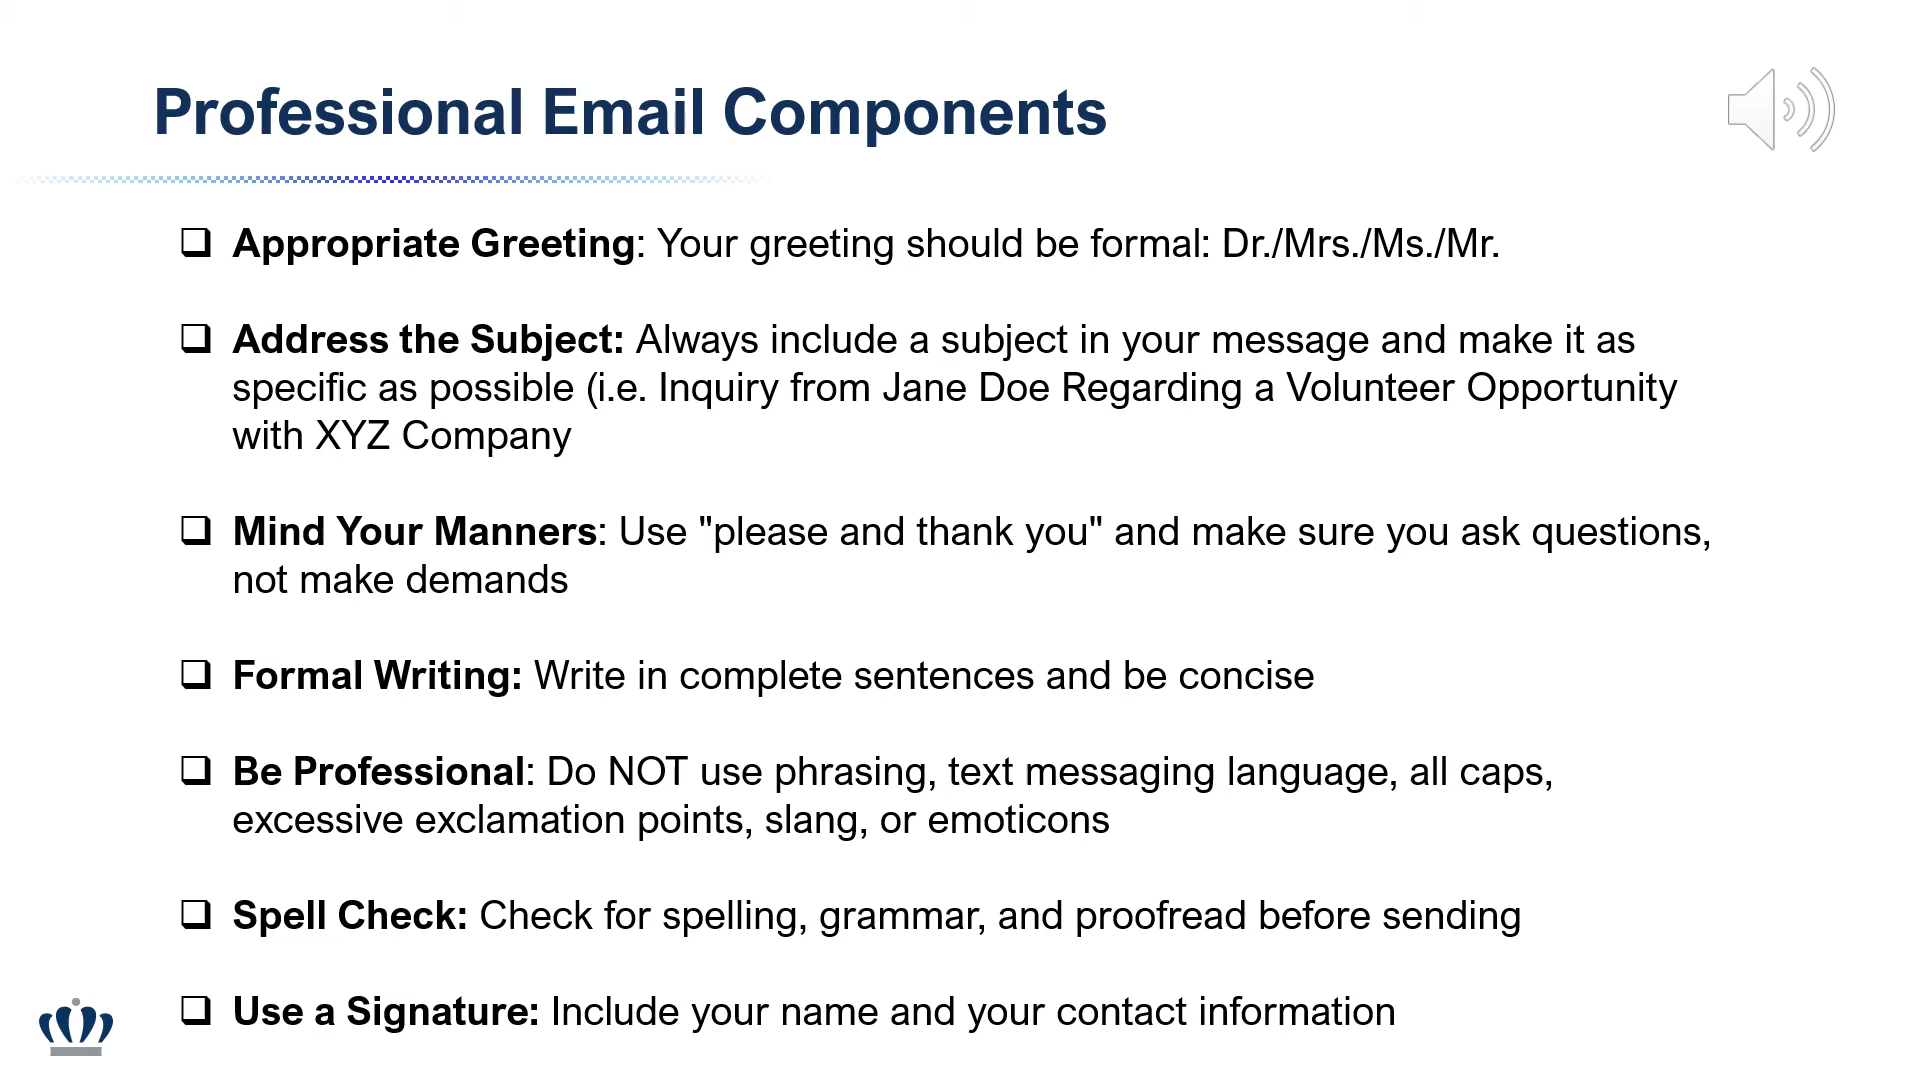 Professional Email Components
❑ Appropriate Greeting: Your greeting should be formal: Dr./Mrs./Ms./Mr.
❑ Address the Subject: Always include a subject in your message and make it as
specific as possible (i.e. Inquiry from Jane Doe Regarding a Volunteer Opportunity
with XYZ Company
❑ Mind Your Manners: Use "please and thank you" and make sure you ask questions,
not make demands
❑ Formal Writing: Write in complete sentences and be concise
❑ Be Professional: Do NOT use phrasing, text messaging language, all caps,
excessive exclamation points, slang, or emoticons
❑ Spell Check: Check for spelling, grammar, and proofread before sending
❑ Use a Signature: Include your name and your contact information